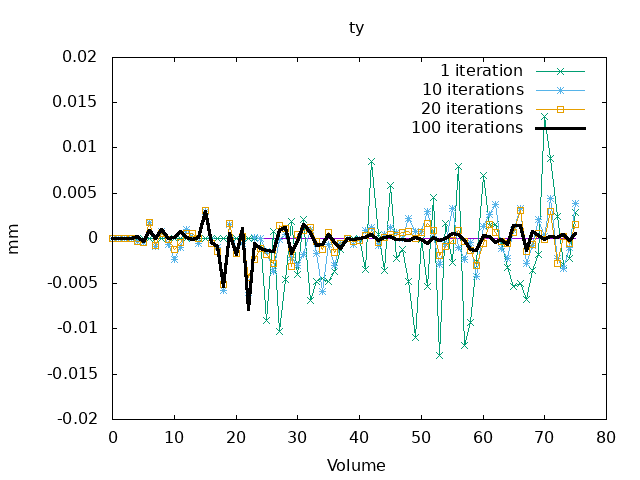 ty
0.02
0.015
0.01
0.005
0
-0.005
-0.01
-0.015
-0.02
mm
1 iteration
10 iterations
20 iterations
100 iterations
0 10 20 30 40 50 60 70 80
Volume